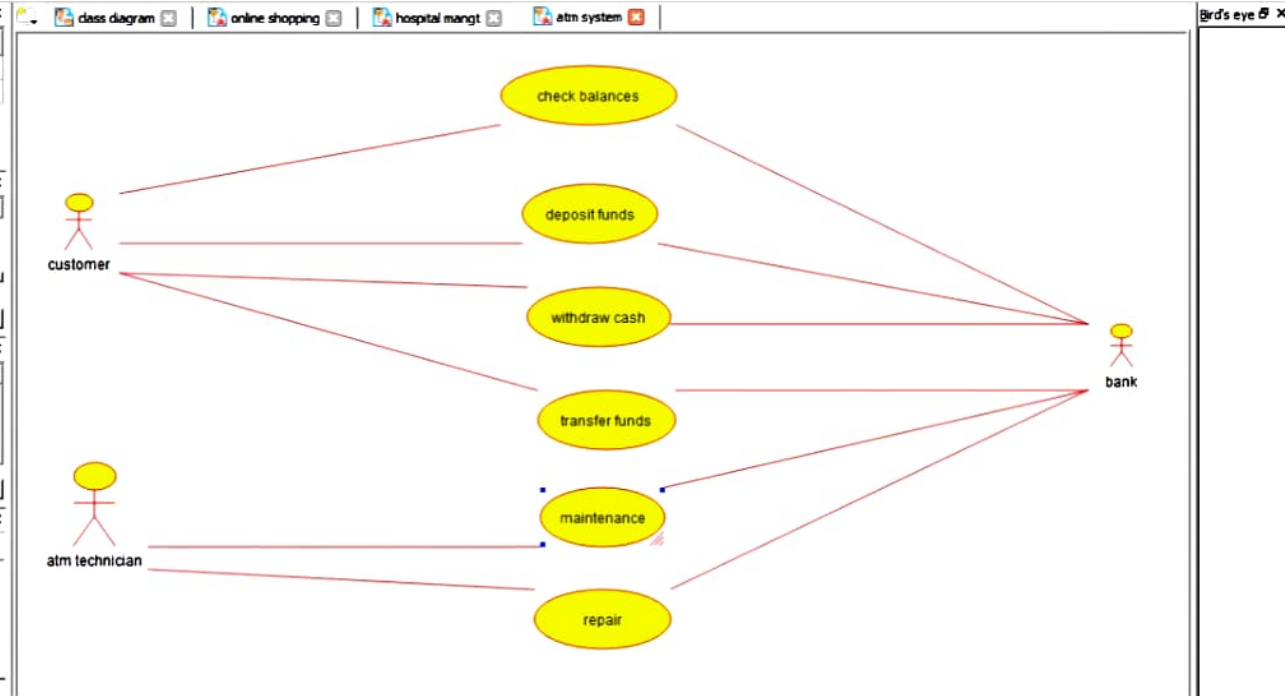 class diagram
online shopping
hospital mangt
atm system
Bird's eye
check balances
deposit funds
customer
withdraw cash
bank
transfer funds
maintenance
atm technician
repair